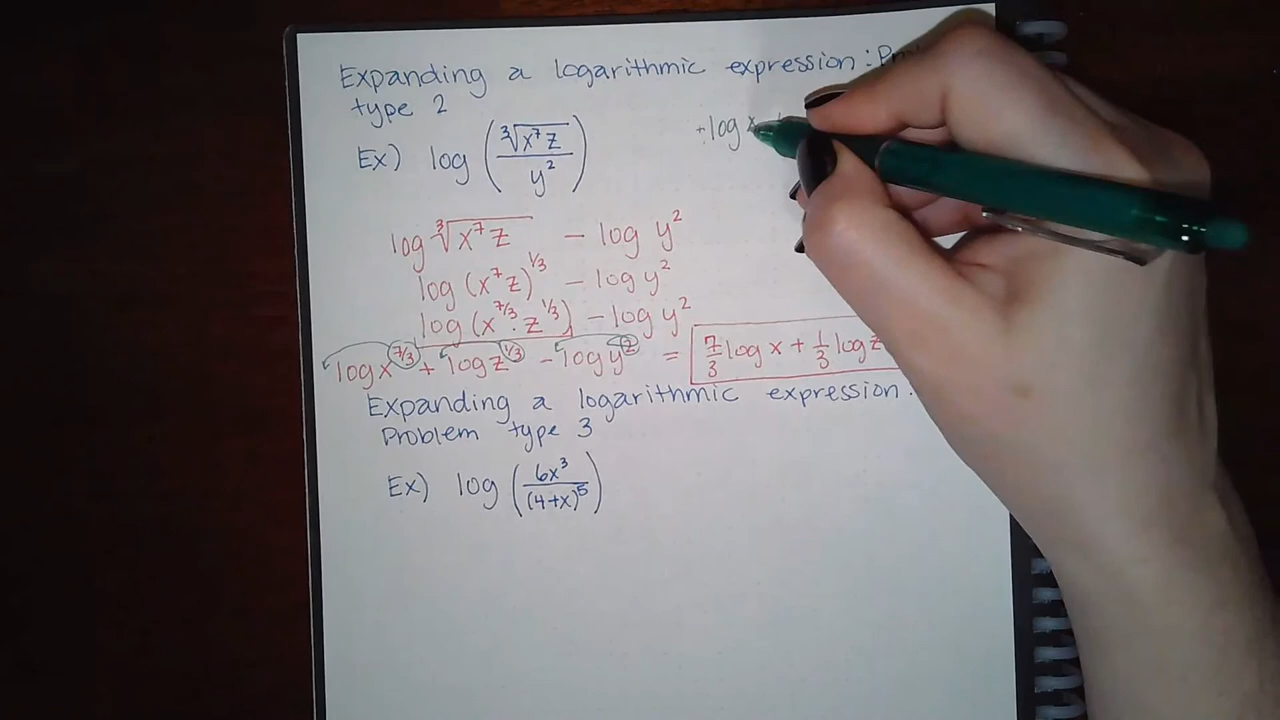 Expanding a logarithmic expression:
type 2
Ex) log (∛(x⁷z) / y²)
+log x
log ∛(x⁷z) − log y²
log (x⁷z)^1/3 − log y²
log (x^7/3 · z^1/3) − log y²
log x^7/3 + log z^1/3 − log y² = 7/3 log x + 1/3 log z
Expanding a logarithmic expression:
Problem type 3
Ex) log (6x³ / (4+x)⁵)